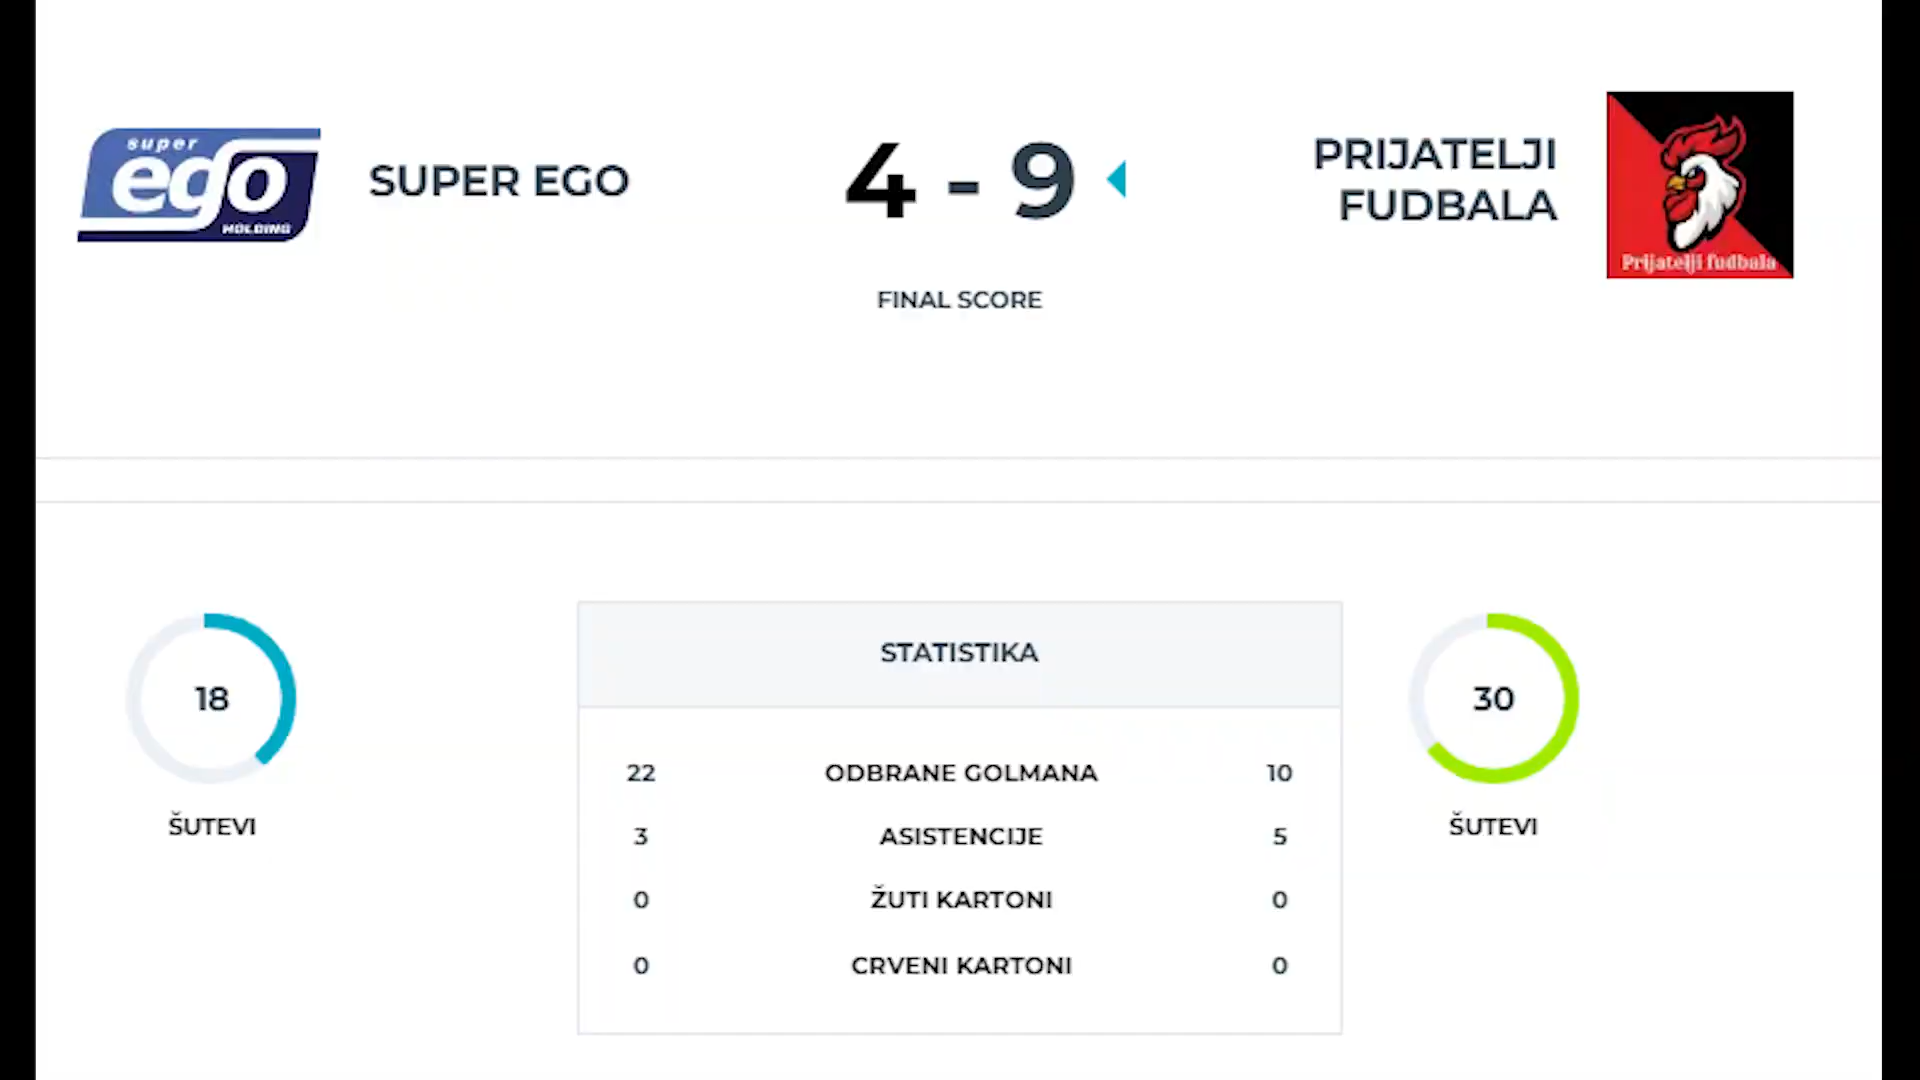 super
ego
HOLDING
SUPER EGO
4 - 9
PRIJATELJI
FUDBALA
Prijatelji fudbala
FINAL SCORE
STATISTIKA
18
ŠUTEVI
22 ODBRANE GOLMANA 10
3 ASISTENCIJE 5
0 ŽUTI KARTONI 0
0 CRVENI KARTONI 0
30
ŠUTEVI